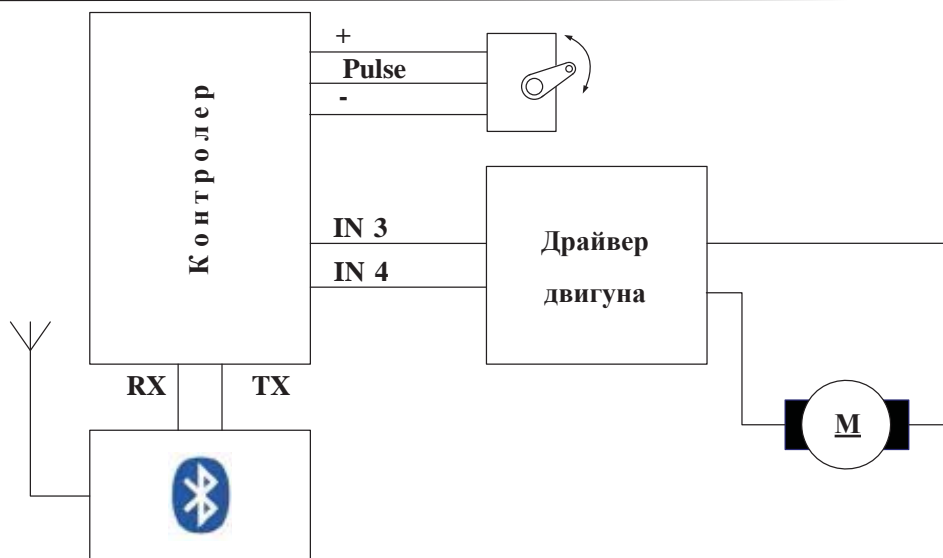 +
Pulse
-
Контролер
IN 3
IN 4
Драйвер
двигуна
RX
TX
M